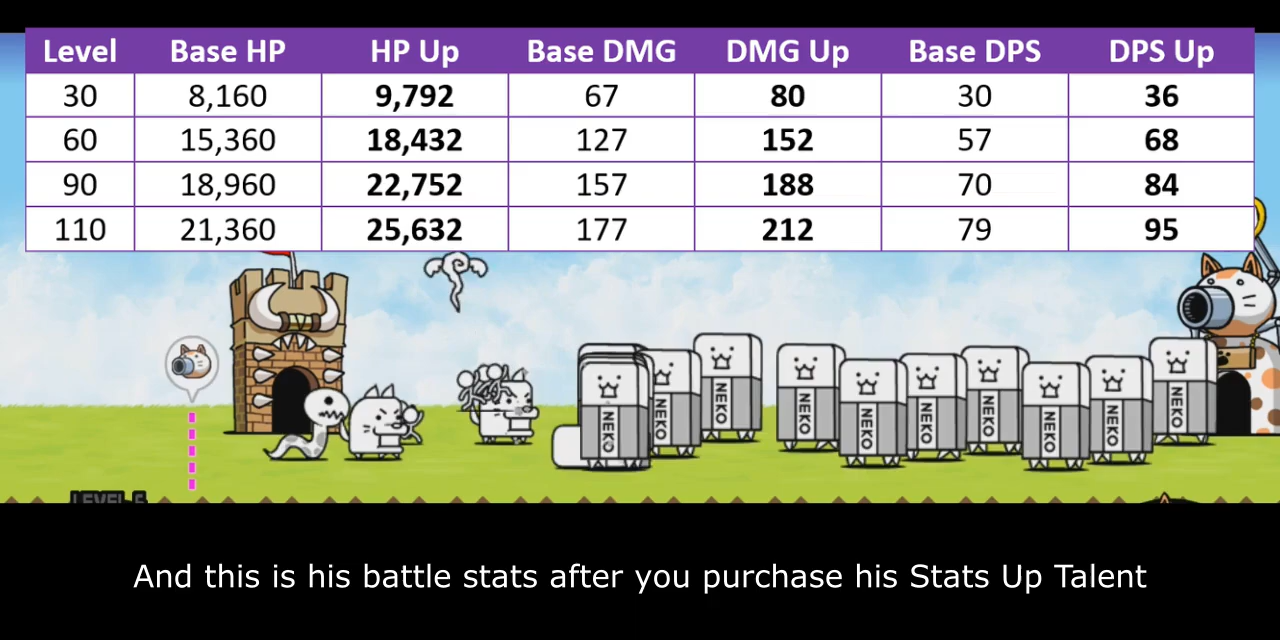 Level Base HP HP Up Base DMG DMG Up Base DPS DPS Up
30 8,160 9,792 67 80 30 36
60 15,360 18,432 127 152 57 68
90 18,960 22,752 157 188 70 84
110 21,360 25,632 177 212 79 95
NEKO NEKO NEKO NEKO NEKO NEKO NEKO NEKO NEKO NEKO
LEVEL
And this is his battle stats after you purchase his Stats Up Talent